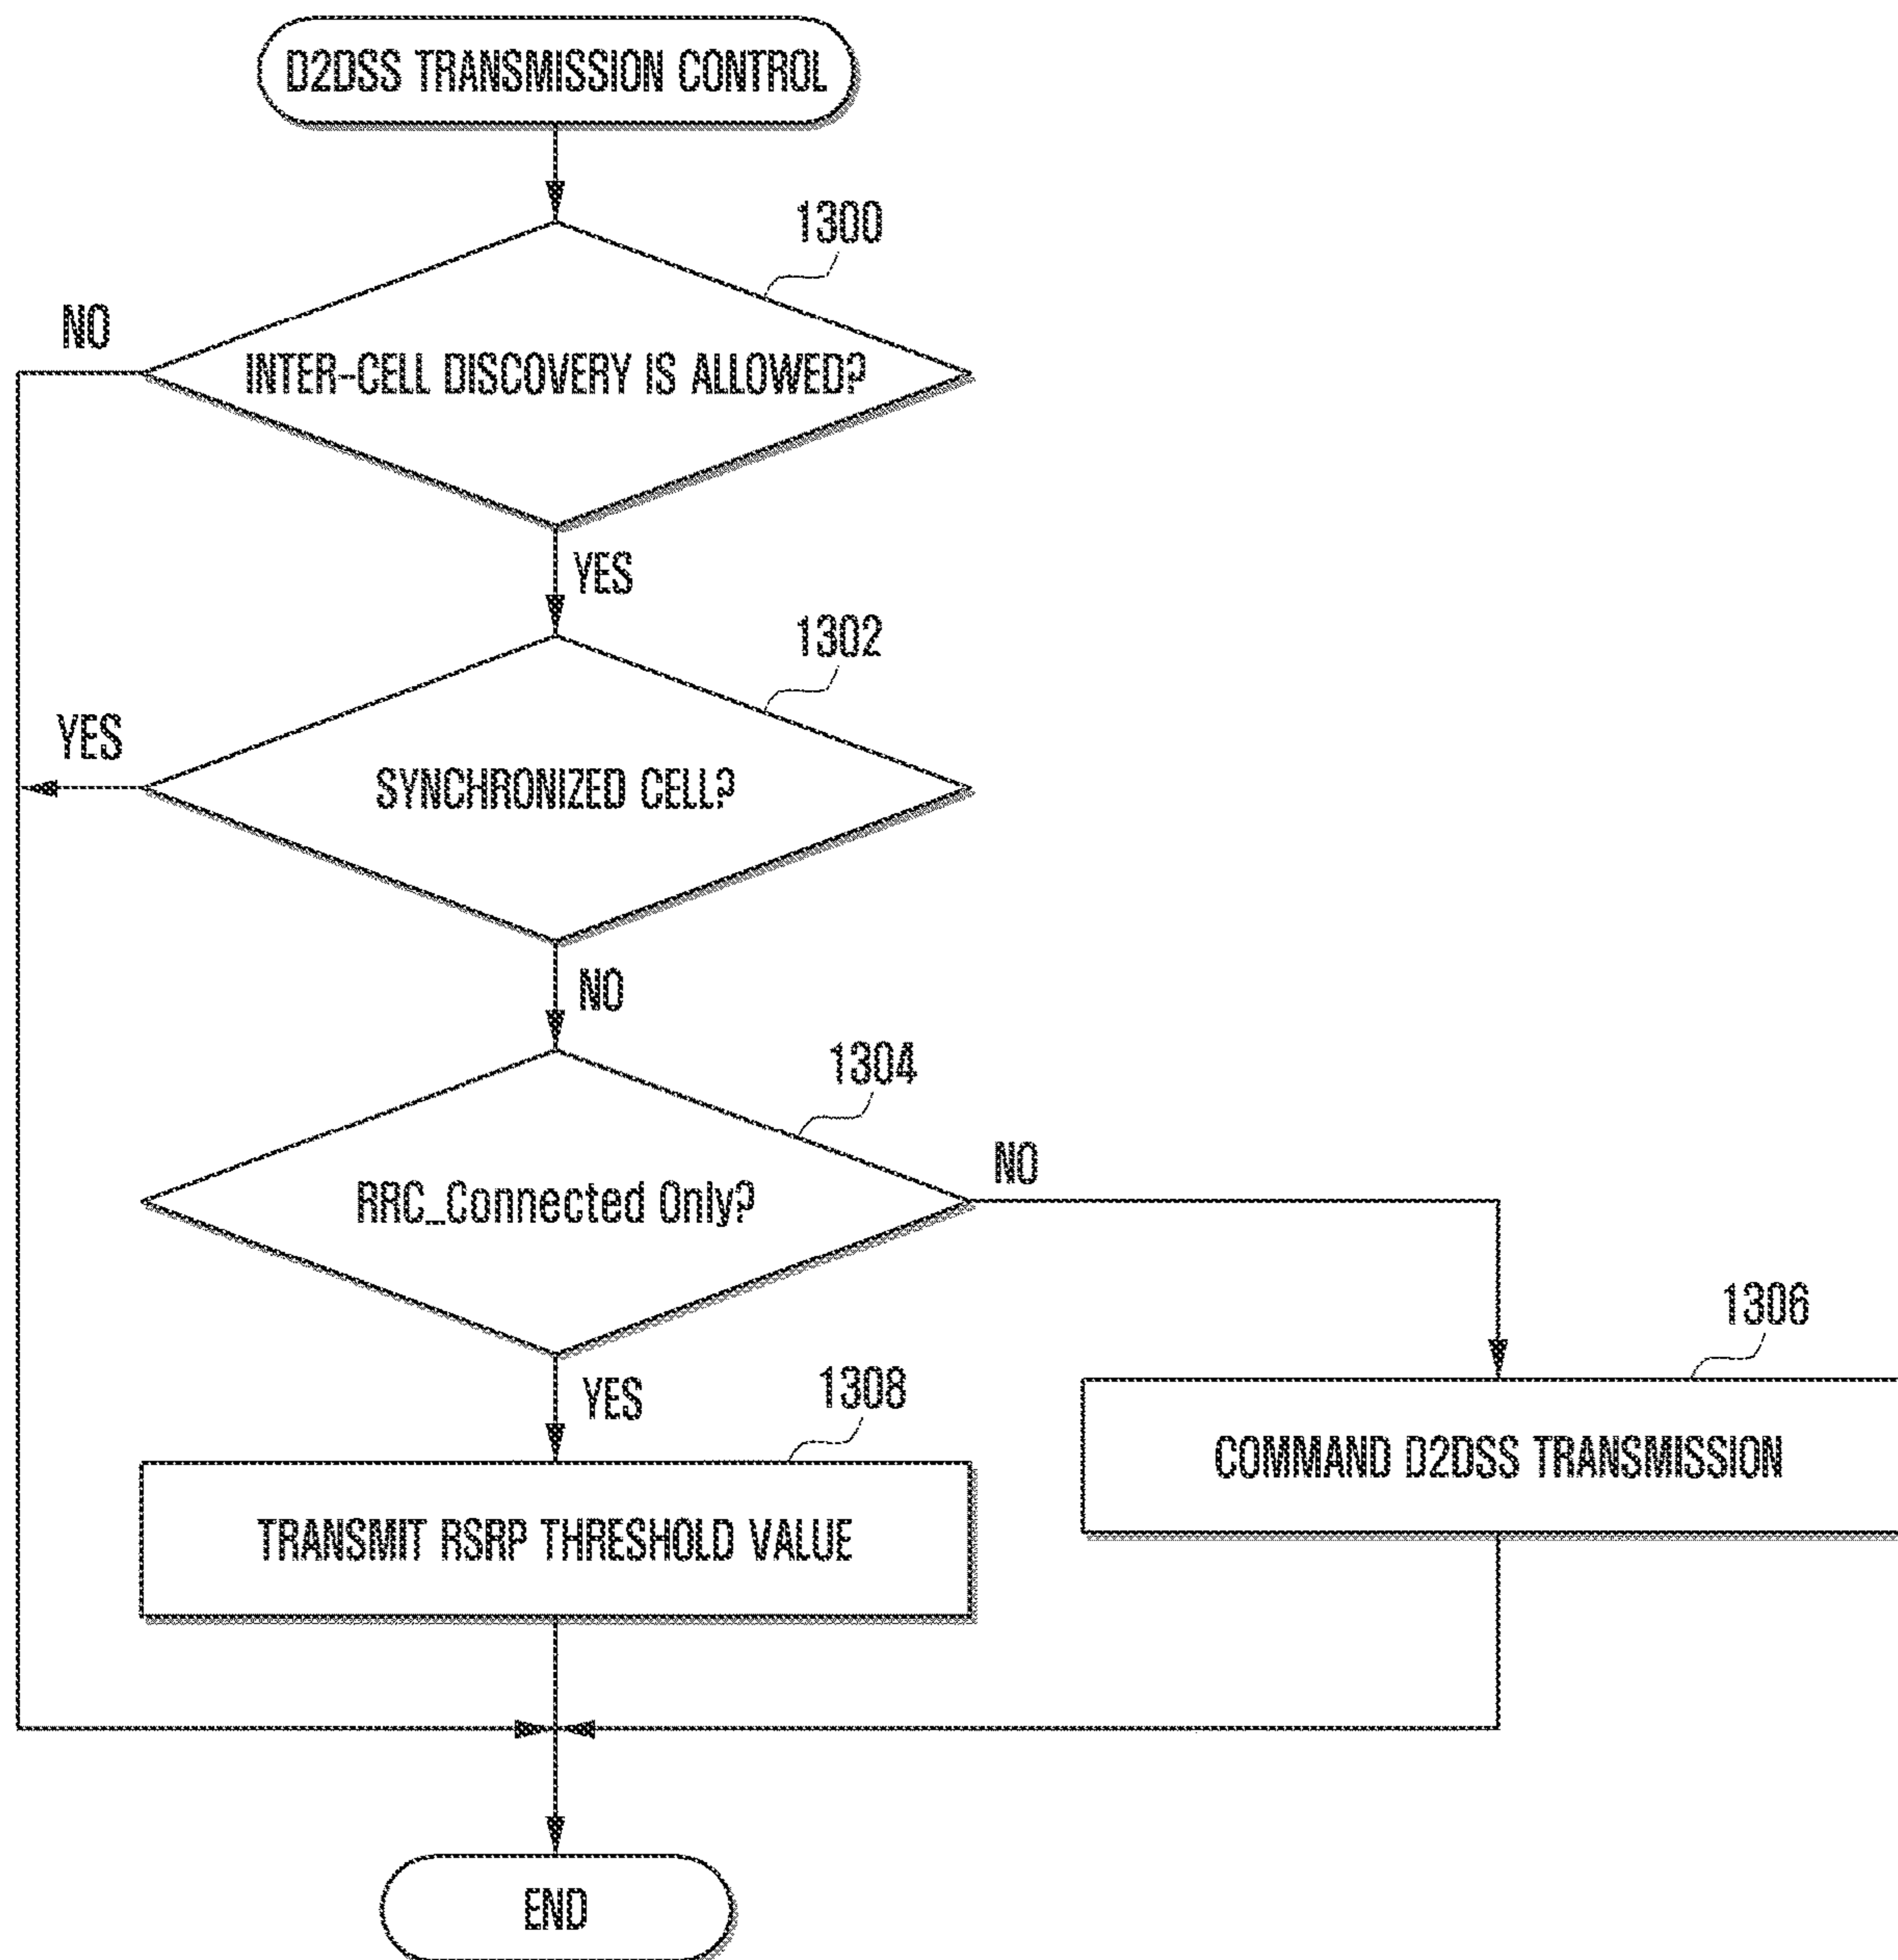 D2DSS TRANSMISSION CONTROL
1300
NO
INTER-CELL DISCOVERY IS ALLOWED?
YES
1302
YES
SYNCHRONIZED CELL?
NO
1304
NO
RRC_Connected Only?
1306
YES
1308
COMMAND D2DSS TRANSMISSION
TRANSMIT RSRP THRESHOLD VALUE
END